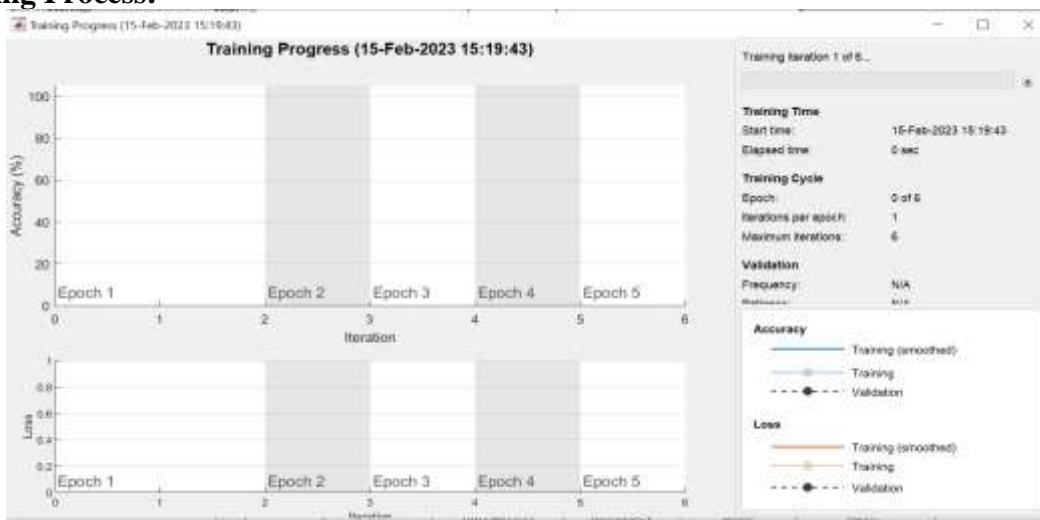 ing Process:
Training Progress (15-Feb-2023 15:19:43)
Training Progress (15-Feb-2023 15:19:43)
100
80
60
40
20
0
Accuracy (%)
Epoch 1
Epoch 2
Epoch 3
Epoch 4
Epoch 5
0 1 2 3 4 5 6
Iteration
1
0.8
0.6
0.4
0.2
0
Loss
Epoch 1
Epoch 2
Epoch 3
Epoch 4
Epoch 5
0 1 2 3 4 5 6
Iteration
Training iteration 1 of 6...
Training Time
Start time: 15-Feb-2023 15:19:43
Elapsed time: 0 sec
Training Cycle
Epoch: 0 of 6
Iterations per epoch: 1
Maximum iterations: 6
Validation
Frequency: N/A
Accuracy
Training (smoothed)
Training
Validation
Loss
Training (smoothed)
Training
Validation